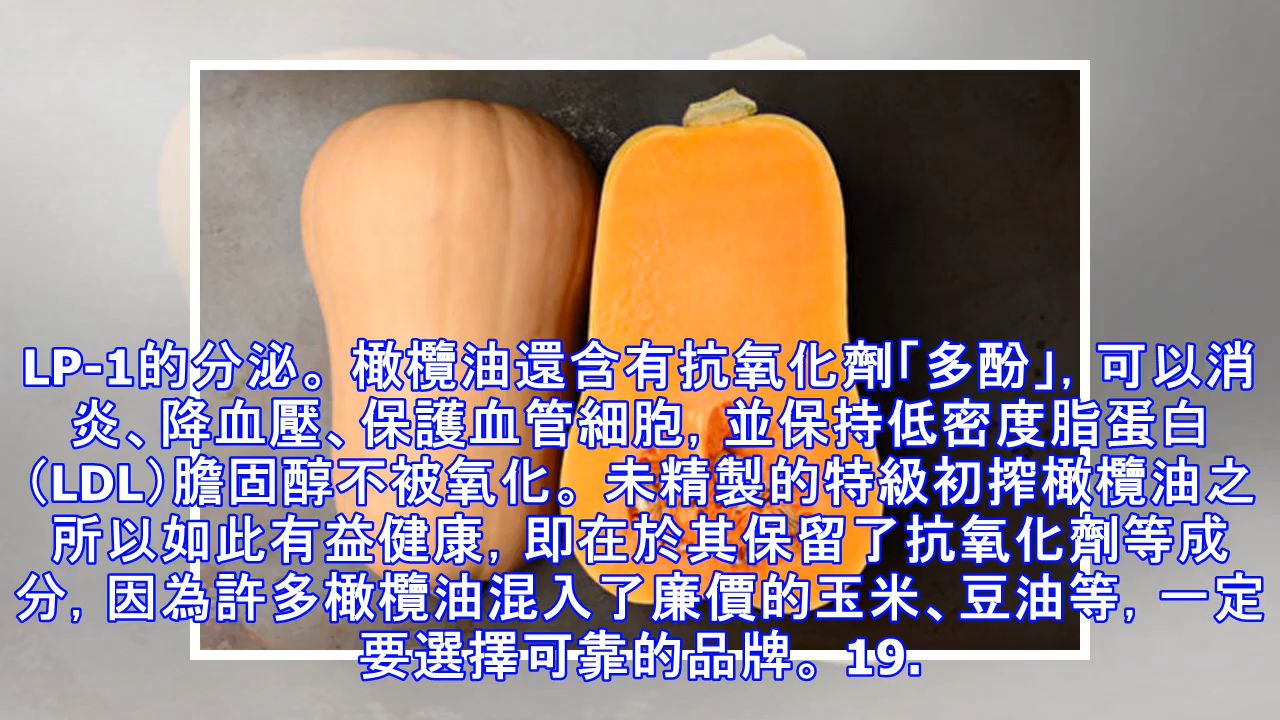 LP-1的分泌。橄欖油還含有抗氧化劑「多酚」, 可以消
炎、降血壓、保護血管細胞, 並保持低密度脂蛋白
(LDL)膽固醇不被氧化。未精製的特級初搾橄欖油之
所以如此有益健康, 即在於其保留了抗氧化劑等成
分, 因為許多橄欖油混入了廉價的玉米、豆油等, 一定
要選擇可靠的品牌。19.